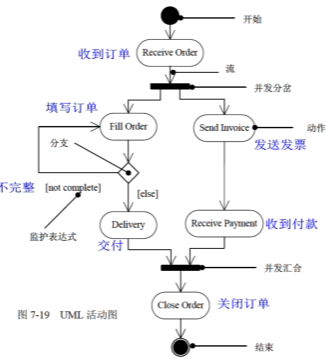 开始
收到订单
Receive Order
流
并发分岔
填写订单
Fill Order
Send Invoice
动作
分支
发送发票
不完整
[not complete]
[else]
Delivery
Receive Payment
收到付款
监护表达式
交付
并发汇合
Close Order
关闭订单
图 7-19 UML 活动图
结束